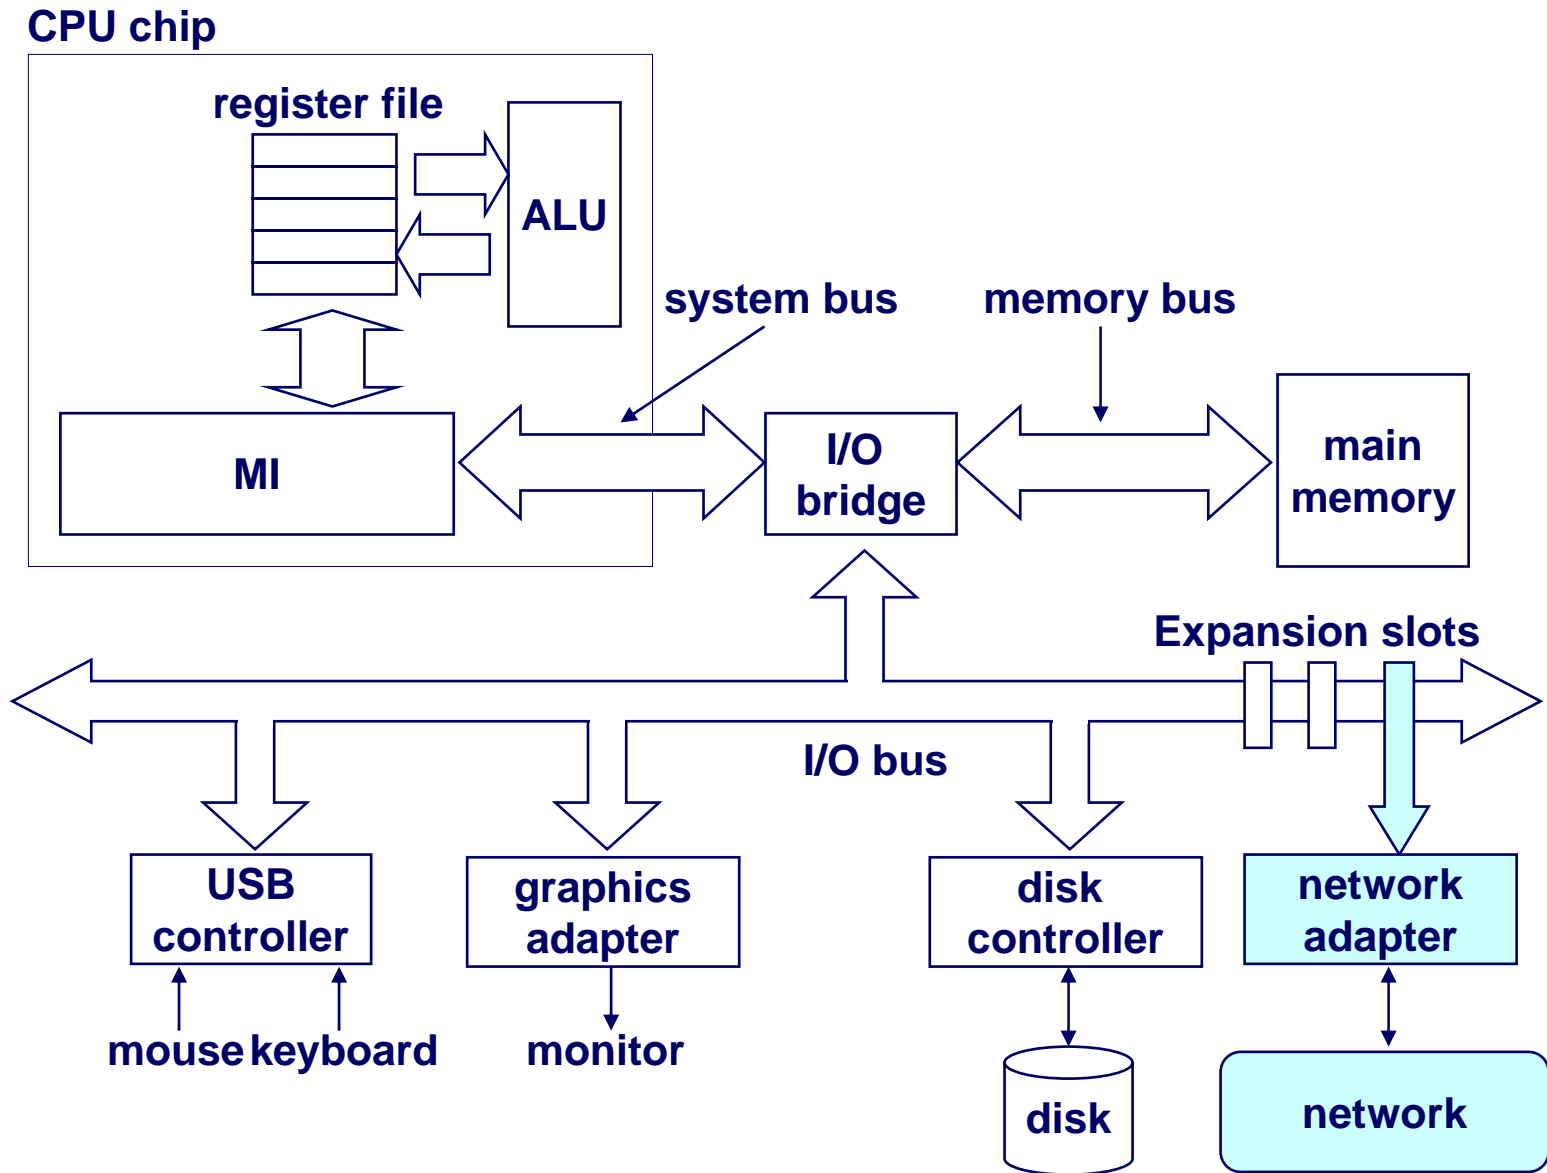 CPU chip
register file
ALU
system bus
memory bus
MI
I/O
bridge
main
memory
Expansion slots
I/O bus
USB
controller
graphics
adapter
disk
controller
network
adapter
mouse keyboard
monitor
disk
network